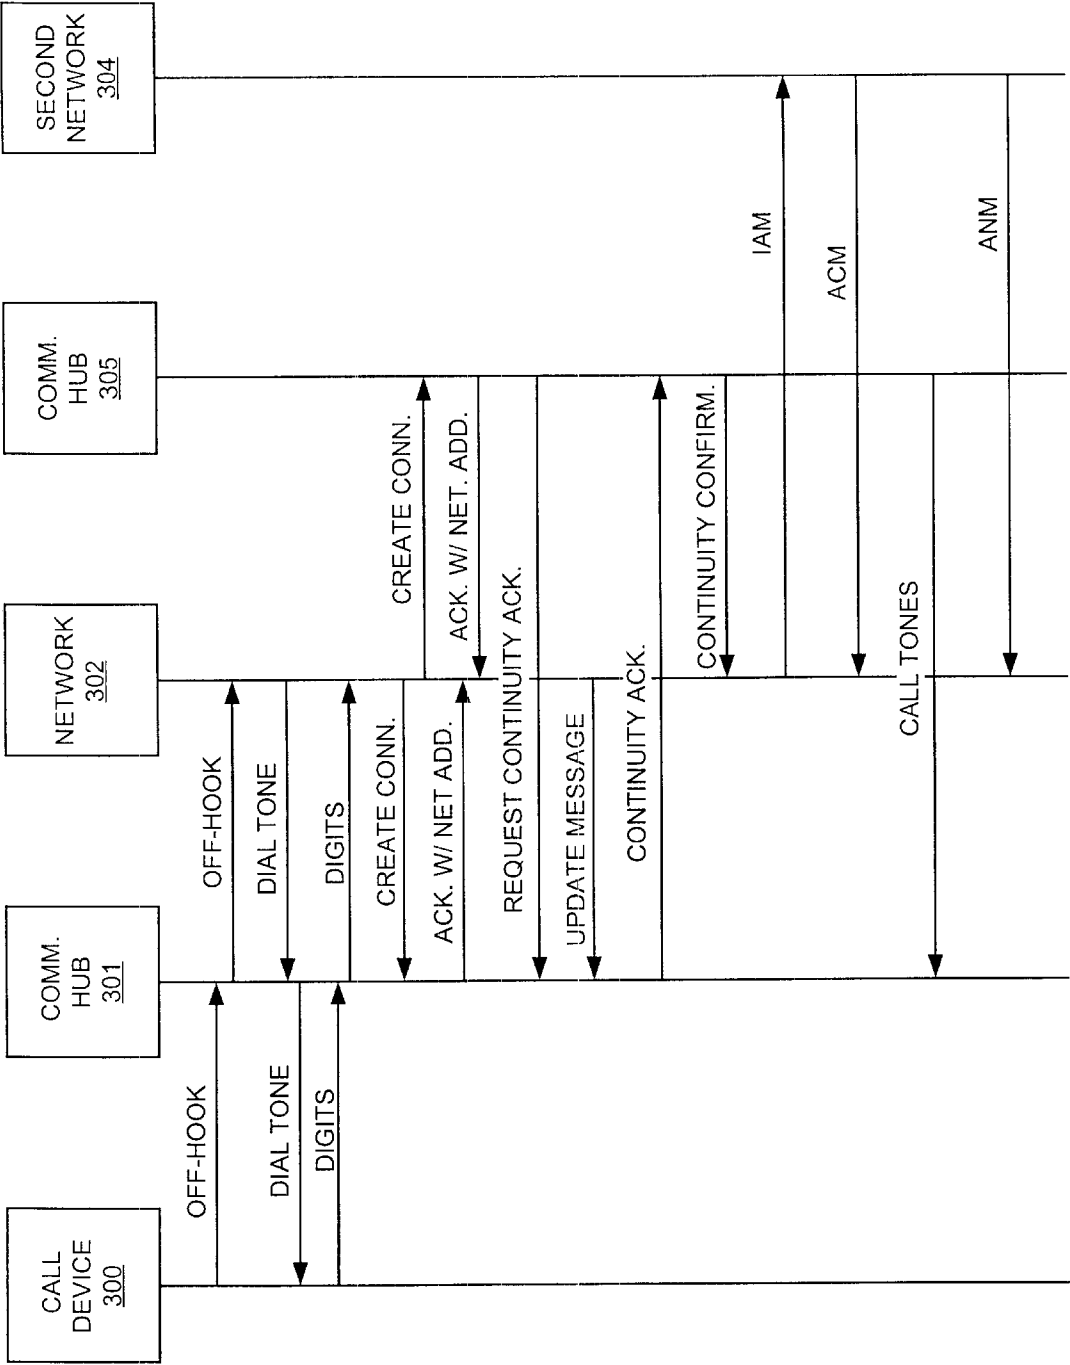 CALL
DEVICE
300
COMM.
HUB
301
NETWORK
302
COMM.
HUB
305
SECOND
NETWORK
304
OFF-HOOK
OFF-HOOK
DIAL TONE
DIAL TONE
DIGITS
DIGITS
CREATE CONN.
CREATE CONN.
ACK. W/ NET ADD.
ACK. W/ NET. ADD.
REQUEST CONTINUITY ACK.
UPDATE MESSAGE
CONTINUITY ACK.
CONTINUITY CONFIRM.
IAM
ACM
CALL TONES
ANM